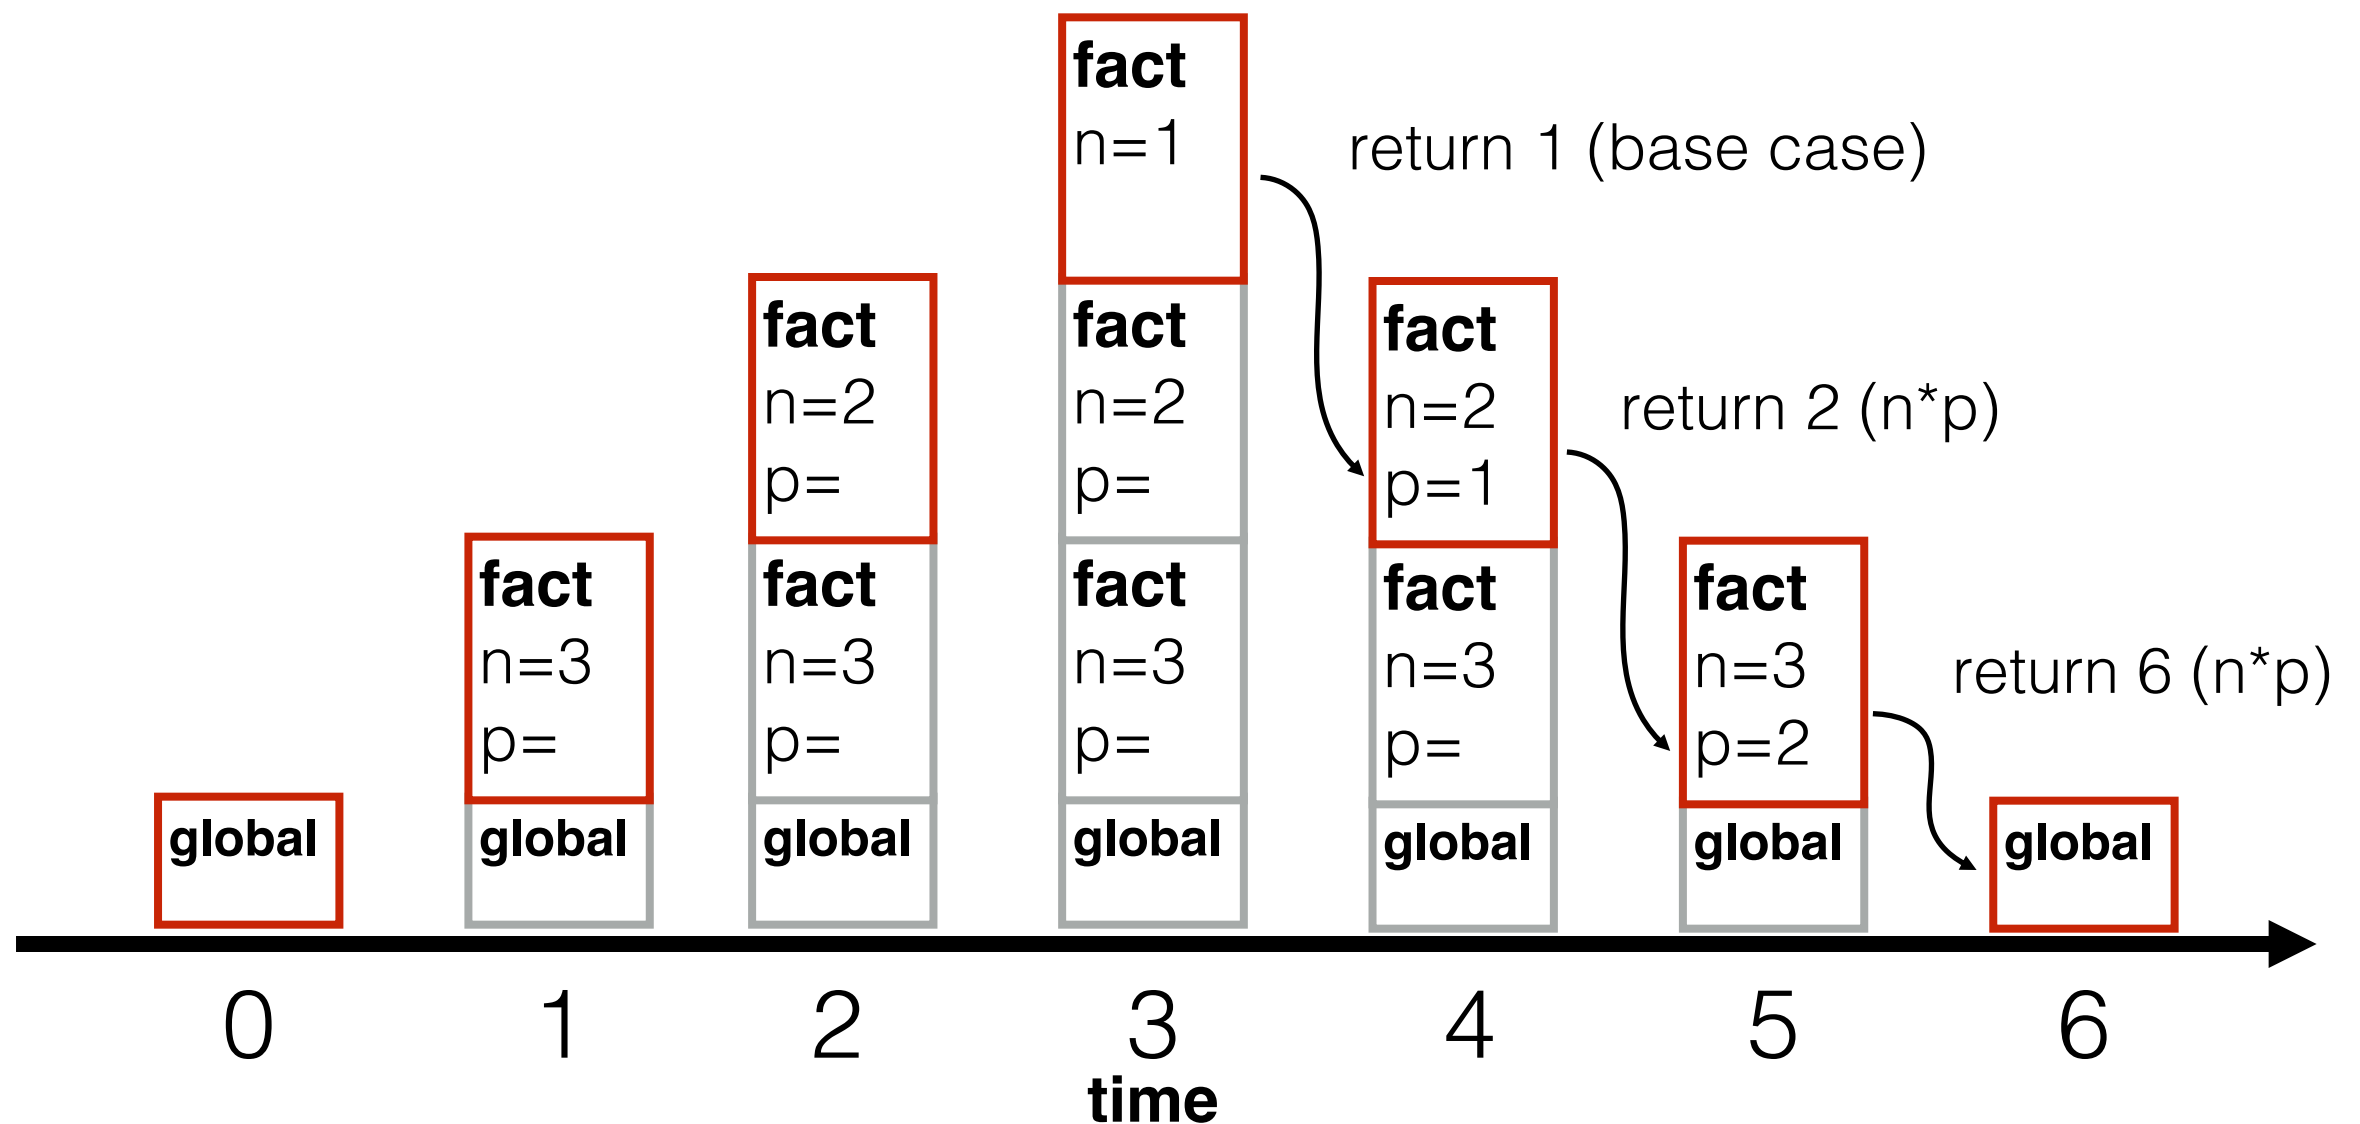 fact
n=1
return 1 (base case)
fact
n=2
p=
fact
n=2
p=
fact
n=2
p=1
return 2 (n*p)
fact
n=3
p=
fact
n=3
p=
fact
n=3
p=
fact
n=3
p=
fact
n=3
p=2
return 6 (n*p)
global
global
global
global
global
global
global
0
1
2
3
4
5
6
time